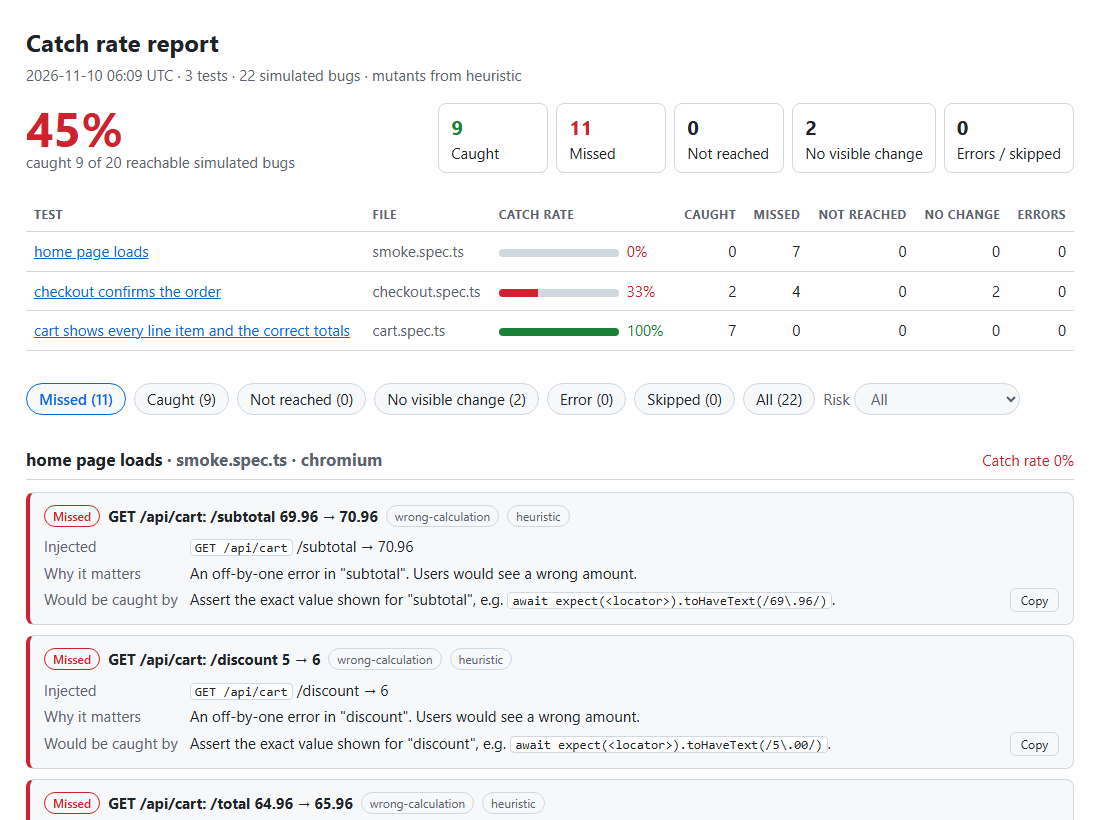 Catch rate report
2026-11-10 06:09 UTC · 3 tests · 22 simulated bugs · mutants from heuristic
45%
caught 9 of 20 reachable simulated bugs
9
Caught
11
Missed
0
Not reached
2
No visible change
0
Errors / skipped
TEST FILE CATCH RATE CAUGHT MISSED NOT REACHED NO CHANGE ERRORS
home page loads smoke.spec.ts 0% 0 7 0 0 0
checkout confirms the order checkout.spec.ts 33% 2 4 0 2 0
cart shows every line item and the correct totals cart.spec.ts 100% 7 0 0 0 0
Missed (11) Caught (9) Not reached (0) No visible change (2) Error (0) Skipped (0) All (22) Risk All
home page loads · smoke.spec.ts · chromium Catch rate 0%
Missed GET /api/cart: /subtotal 69.96 → 70.96 wrong-calculation heuristic
Injected GET /api/cart /subtotal → 70.96
Why it matters An off-by-one error in "subtotal". Users would see a wrong amount.
Would be caught by Assert the exact value shown for "subtotal", e.g. await expect(<locator>).toHaveText(/69\.96/). Copy
Missed GET /api/cart: /discount 5 → 6 wrong-calculation heuristic
Injected GET /api/cart /discount → 6
Why it matters An off-by-one error in "discount". Users would see a wrong amount.
Would be caught by Assert the exact value shown for "discount", e.g. await expect(<locator>).toHaveText(/5\.00/). Copy
Missed GET /api/cart: /total 64.96 → 65.96 wrong-calculation heuristic